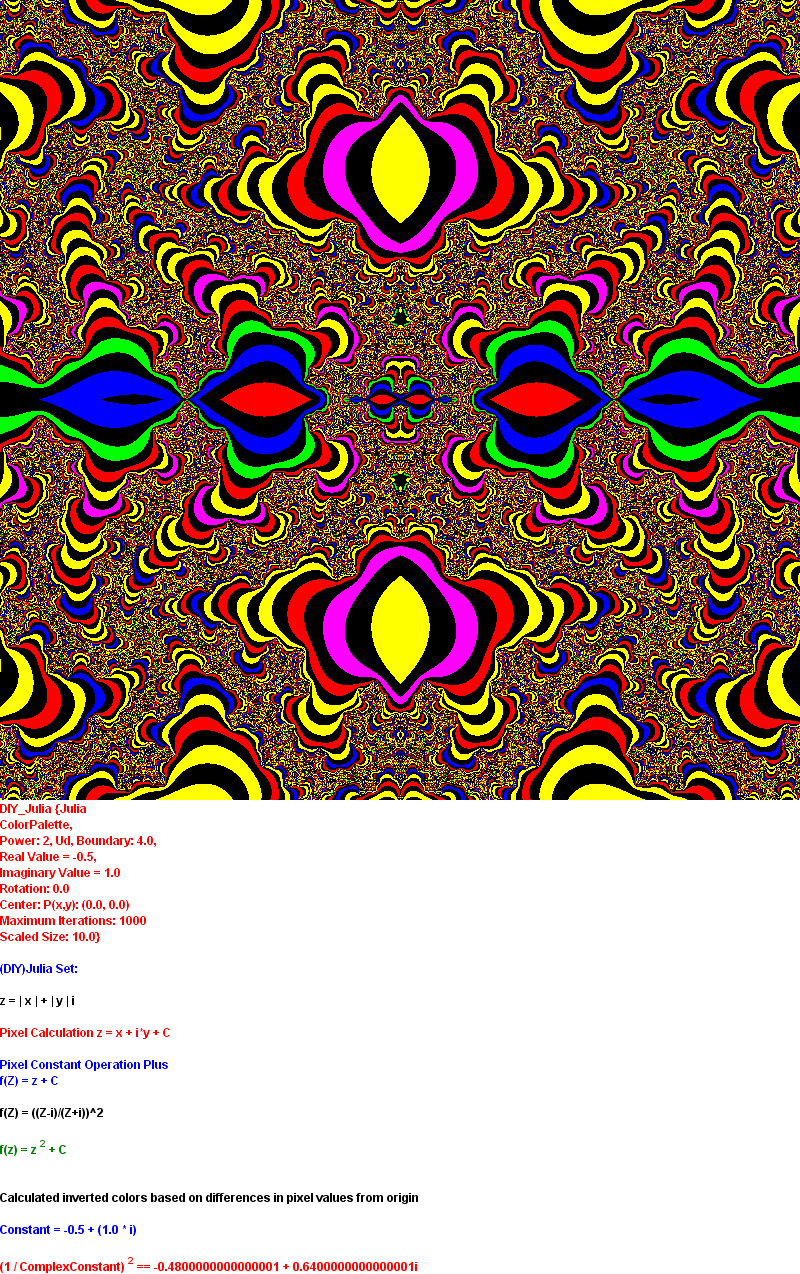 DIY_Julia {Julia
ColorPalette,
Power: 2, Ud, Boundary: 4.0,
Real Value = -0.5,
Imaginary Value = 1.0
Rotation: 0.0
Center: P(x,y): (0.0, 0.0)
Maximum Iterations: 1000
Scaled Size: 10.0}
(DIY)Julia Set:
z = | x | + | y | i
Pixel Calculation z = x + i*y + C
Pixel Constant Operation Plus
f(Z) = z + C
f(Z) = ((Z-i)/(Z+i))^2
f(z) = z 2 + C
Calculated inverted colors based on differences in pixel values from origin
Constant = -0.5 + (1.0 * i)
(1 / ComplexConstant) 2 == -0.4800000000000001 + 0.6400000000000001i